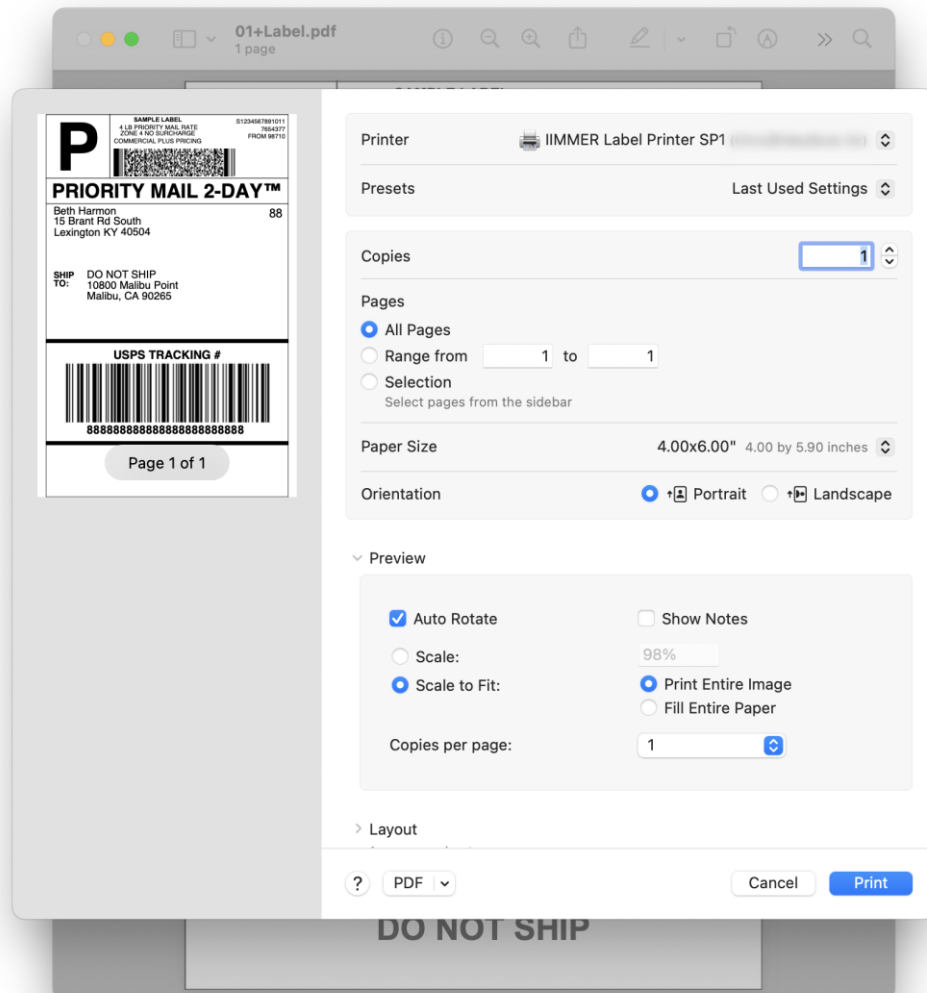 01+Label.pdf
1 page
P
SAMPLE LABEL
4 LB PRIORITY MAIL RATE
ZONE 4 NO SURCHARGE
COMMERCIAL PLUS PRICING
S1234567891011
7654377
FROM 98710
PRIORITY MAIL 2-DAY™
Beth Harmon
15 Brant Rd South
Lexington KY 40504
88
SHIP TO:
DO NOT SHIP
10800 Malibu Point
Malibu, CA 90265
USPS TRACKING #
Page 1 of 1
Printer IIMMER Label Printer SP1
Presets Last Used Settings
Copies 1
Pages
All Pages
Range from 1 to 1
Selection
Select pages from the sidebar
Paper Size 4.00x6.00" 4.00 by 5.90 inches
Orientation Portrait Landscape
Preview
Auto Rotate Show Notes
Scale: 98%
Scale to Fit: Print Entire Image
Fill Entire Paper
Copies per page: 1
Layout
? PDF Cancel Print
DO NOT SHIP